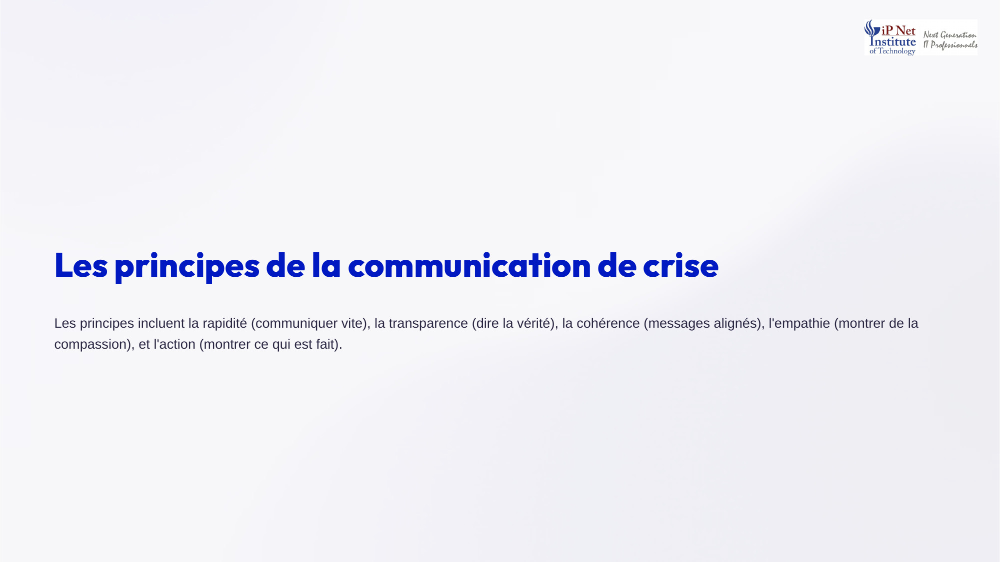 iP Net
Institute
of Technology
Next Generation
IT Professionnels
Les principes de la communication de crise
Les principes incluent la rapidité (communiquer vite), la transparence (dire la vérité), la cohérence (messages alignés), l'empathie (montrer de la
compassion), et l'action (montrer ce qui est fait).